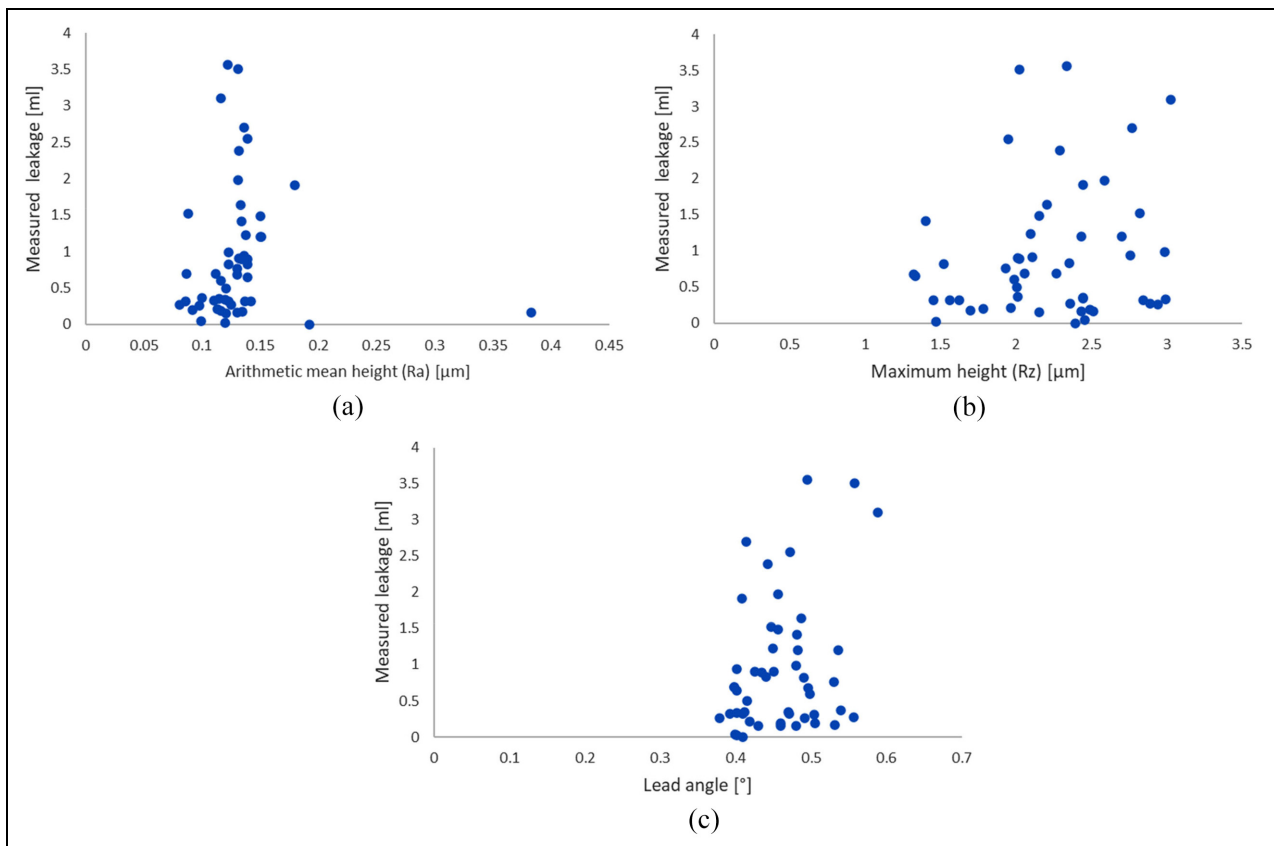 4
3.5
3
2.5
2
1.5
1
0.5
0
Measured leakage [ml]
0 0.05 0.1 0.15 0.2 0.25 0.3 0.35 0.4 0.45
Arithmetic mean height (Ra) [µm]
(a)
4
3.5
3
2.5
2
1.5
1
0.5
0
Measured leakage [ml]
0 0.5 1 1.5 2 2.5 3 3.5
Maximum height (Rz) [µm]
(b)
4
3.5
3
2.5
2
1.5
1
0.5
0
Measured leakage [ml]
0 0.1 0.2 0.3 0.4 0.5 0.6 0.7
Lead angle [°]
(c)